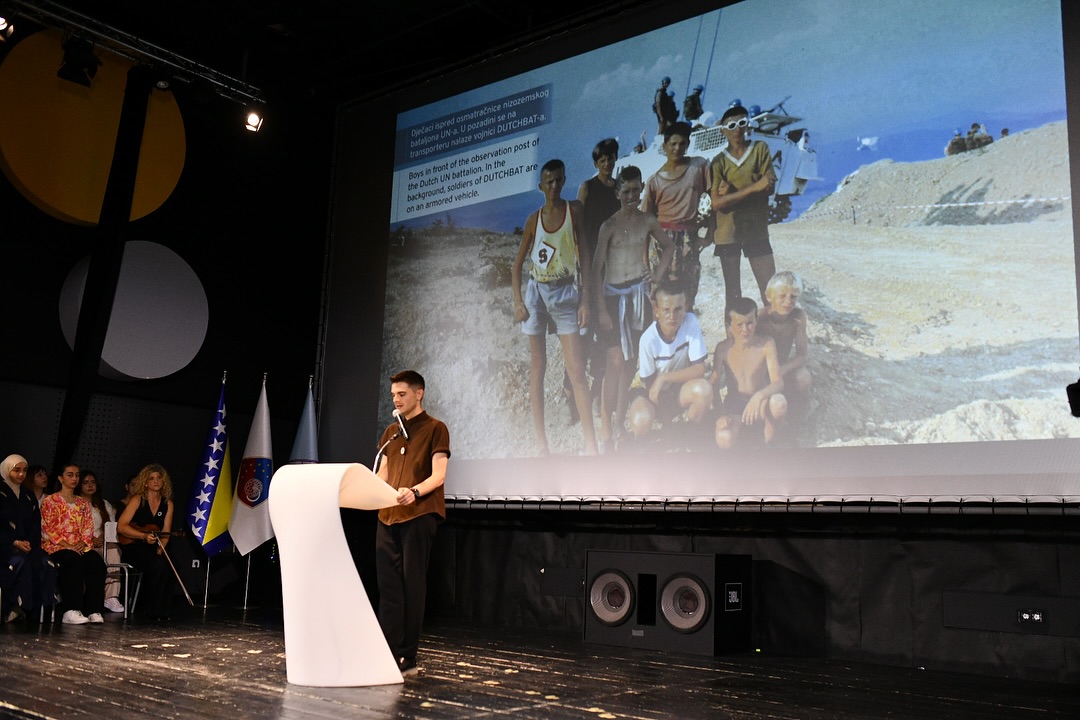 Dječaci ispred osmatračnice nizozemskog
bataljona UN-a. U pozadini se na
transporteru nalaze vojnici DUTCHBAT-a.
Boys in front of the observation post of
the Dutch UN battalion. In the
background, soldiers of DUTCHBAT are
on an armored vehicle.
S
JBL